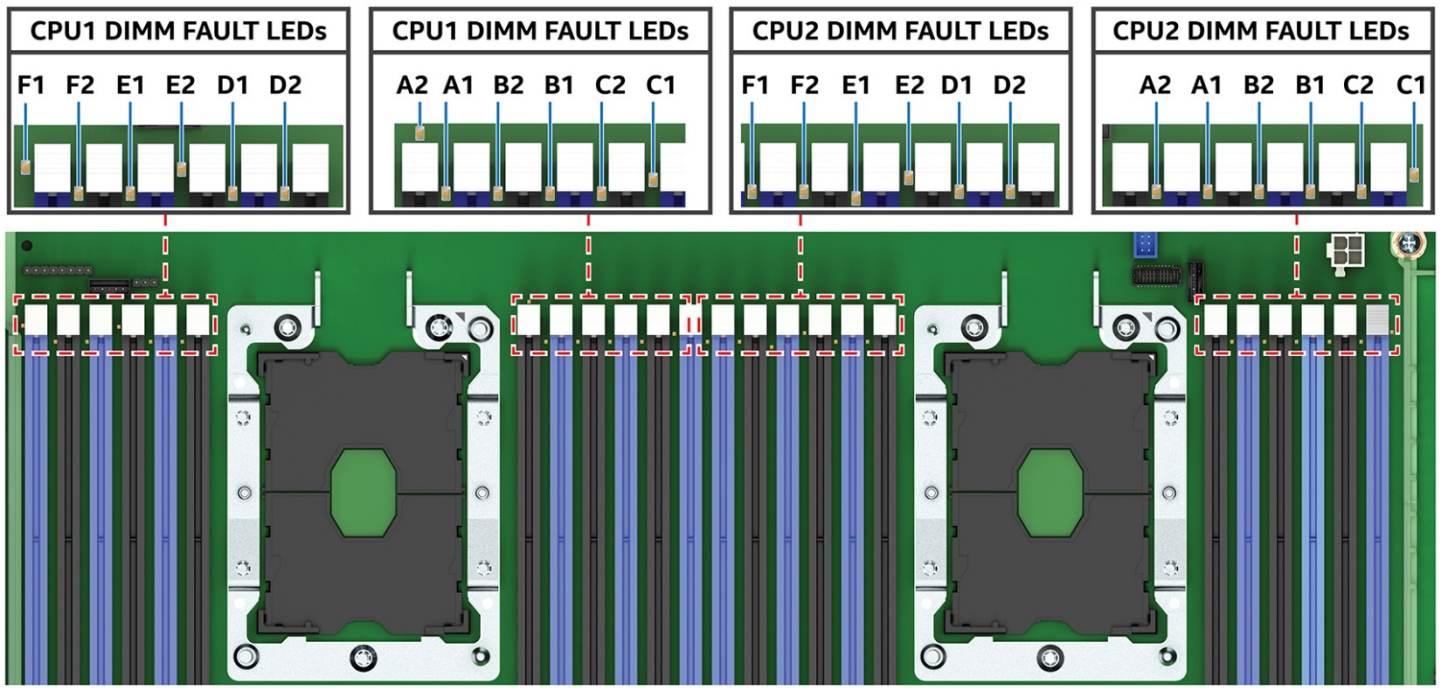 CPU1 DIMM FAULT LEDs
F1 F2 E1 E2 D1 D2
CPU1 DIMM FAULT LEDs
A2 A1 B2 B1 C2 C1
CPU2 DIMM FAULT LEDs
F1 F2 E1 E2 D1 D2
CPU2 DIMM FAULT LEDs
A2 A1 B2 B1 C2 C1